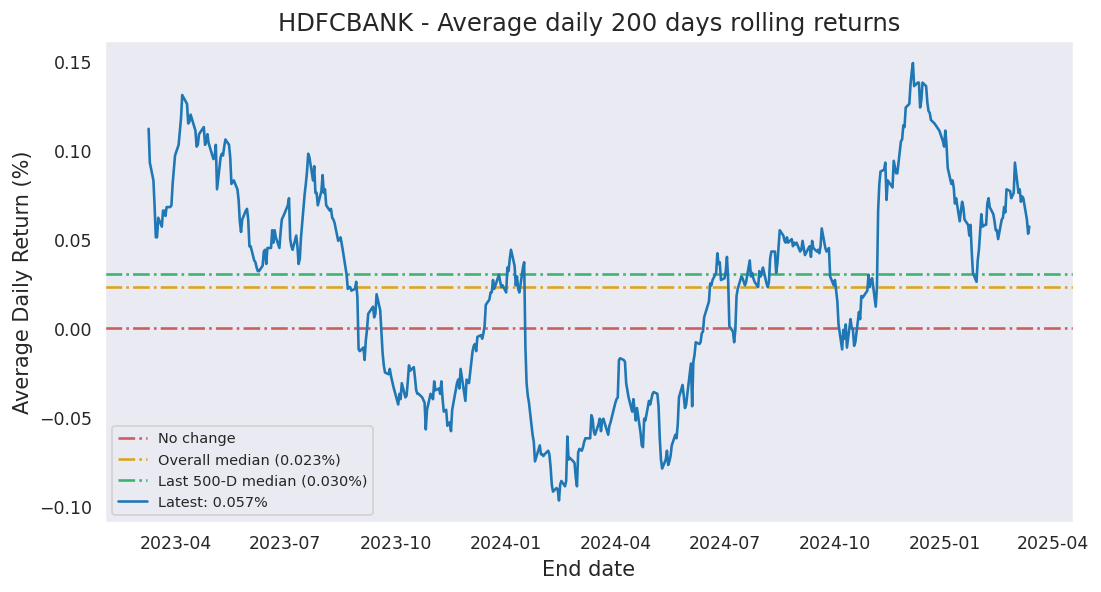 HDFCBANK - Average daily 200 days rolling returns
Average Daily Return (%)
0.15
0.10
0.05
0.00
−0.05
−0.10
No change
Overall median (0.023%)
Last 500-D median (0.030%)
Latest: 0.057%
2023-04 2023-07 2023-10 2024-01 2024-04 2024-07 2024-10 2025-01 2025-04
End date